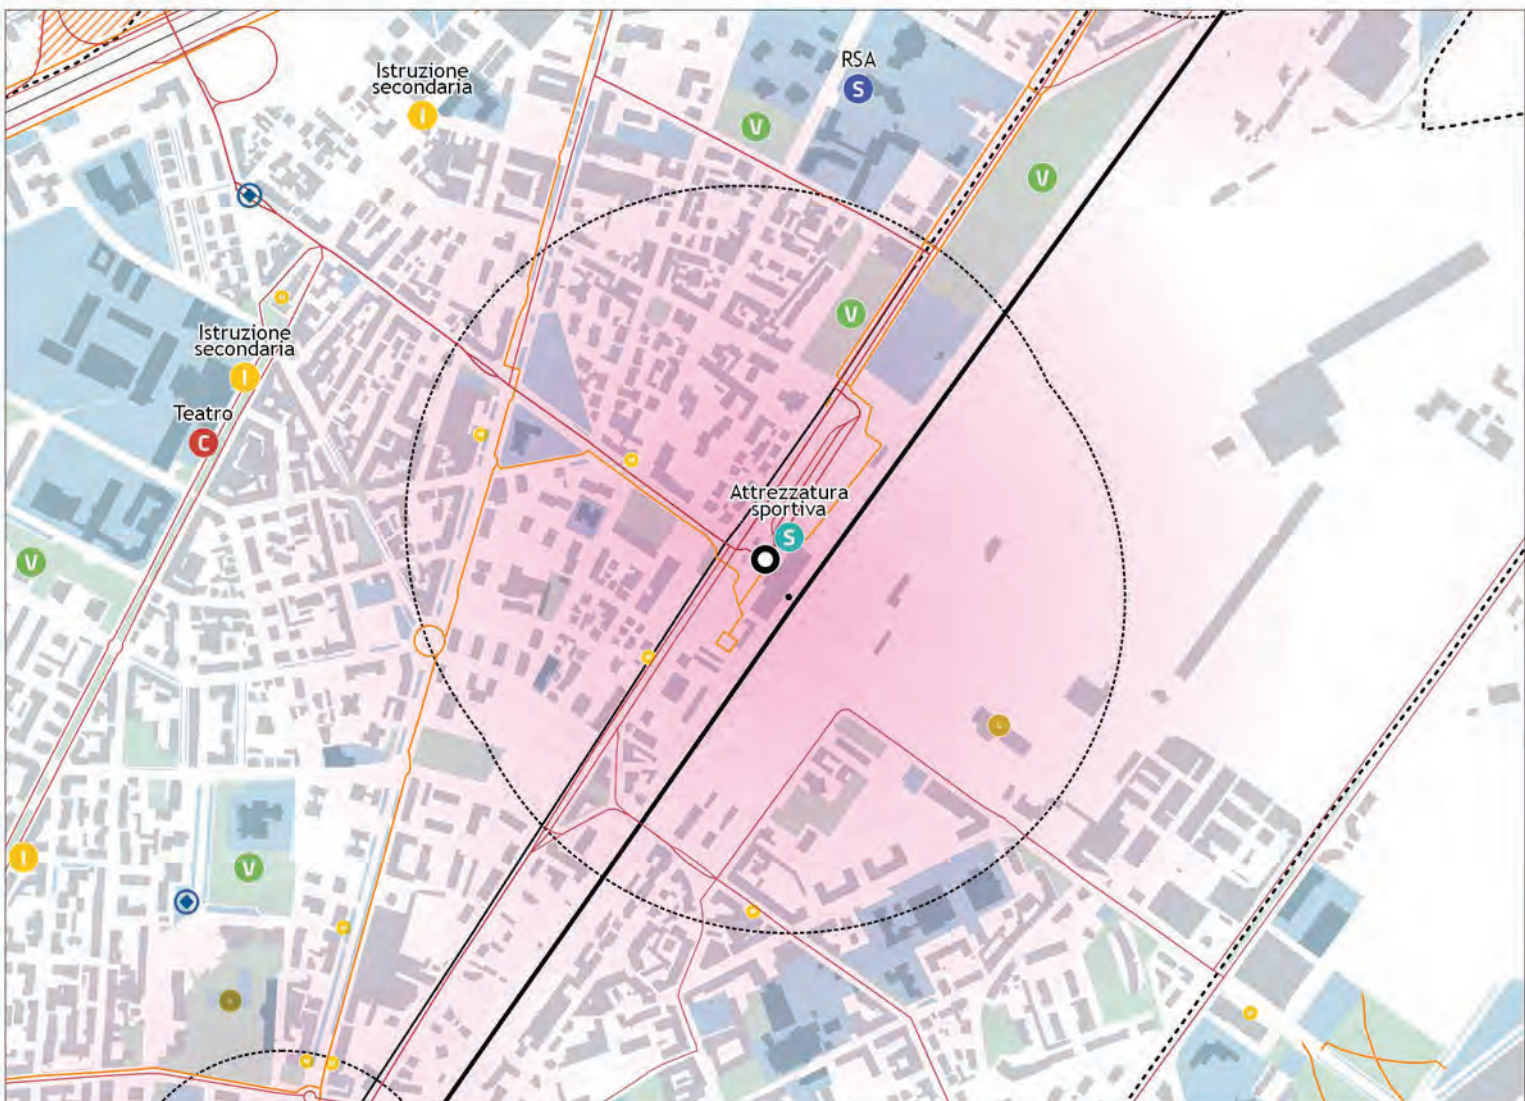 RSA
S
Istruzione
secondaria
I
V
V
V
Istruzione
secondaria
I
Teatro
C
Attrezzatura
sportiva
S
V
I
V